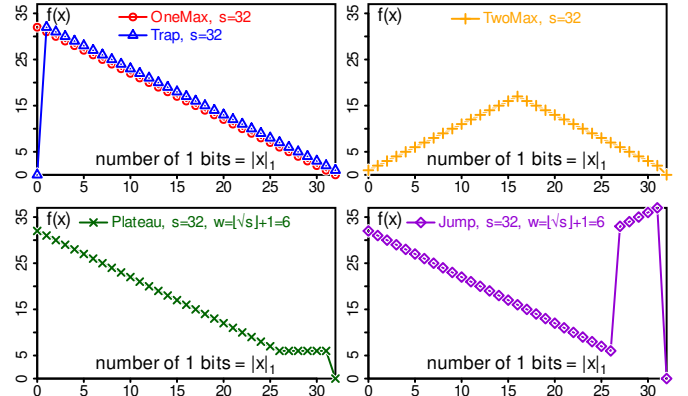 f(x)
OneMax, s=32
Trap, s=32
35
25
15
5
0
number of 1 bits = |x|₁
0 5 10 15 20 25 30
f(x)
TwoMax, s=32
35
25
15
5
0
number of 1 bits = |x|₁
0 5 10 15 20 25 30
f(x)
Plateau, s=32, w=⌊√s⌋+1=6
35
25
15
5
0
number of 1 bits = |x|₁
0 5 10 15 20 25 30
f(x)
Jump, s=32, w=⌊√s⌋+1=6
35
25
15
5
0
number of 1 bits = |x|₁
0 5 10 15 20 25 30